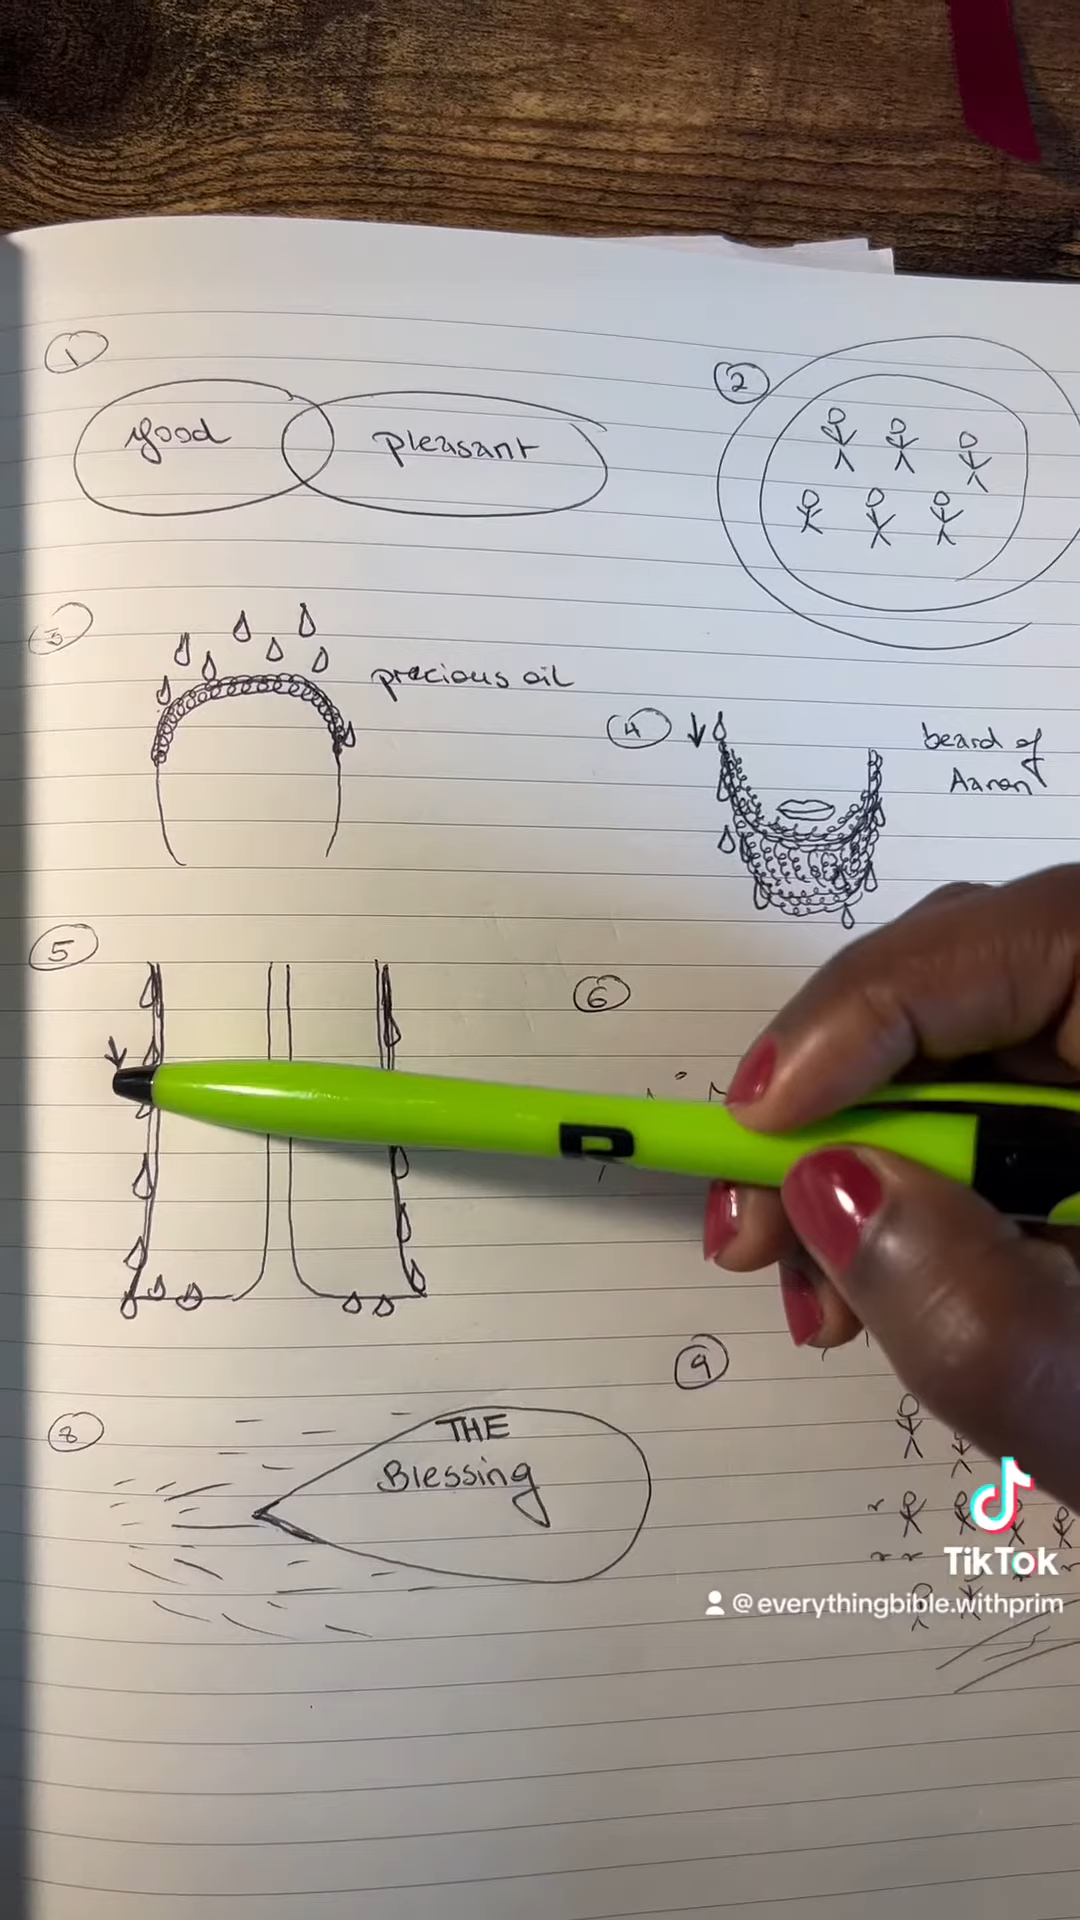 1
good
pleasant
2
3
precious oil
4
beard of
Aaron
5
6
9
8
THE
Blessing
TikTok
@everythingbible.withprim